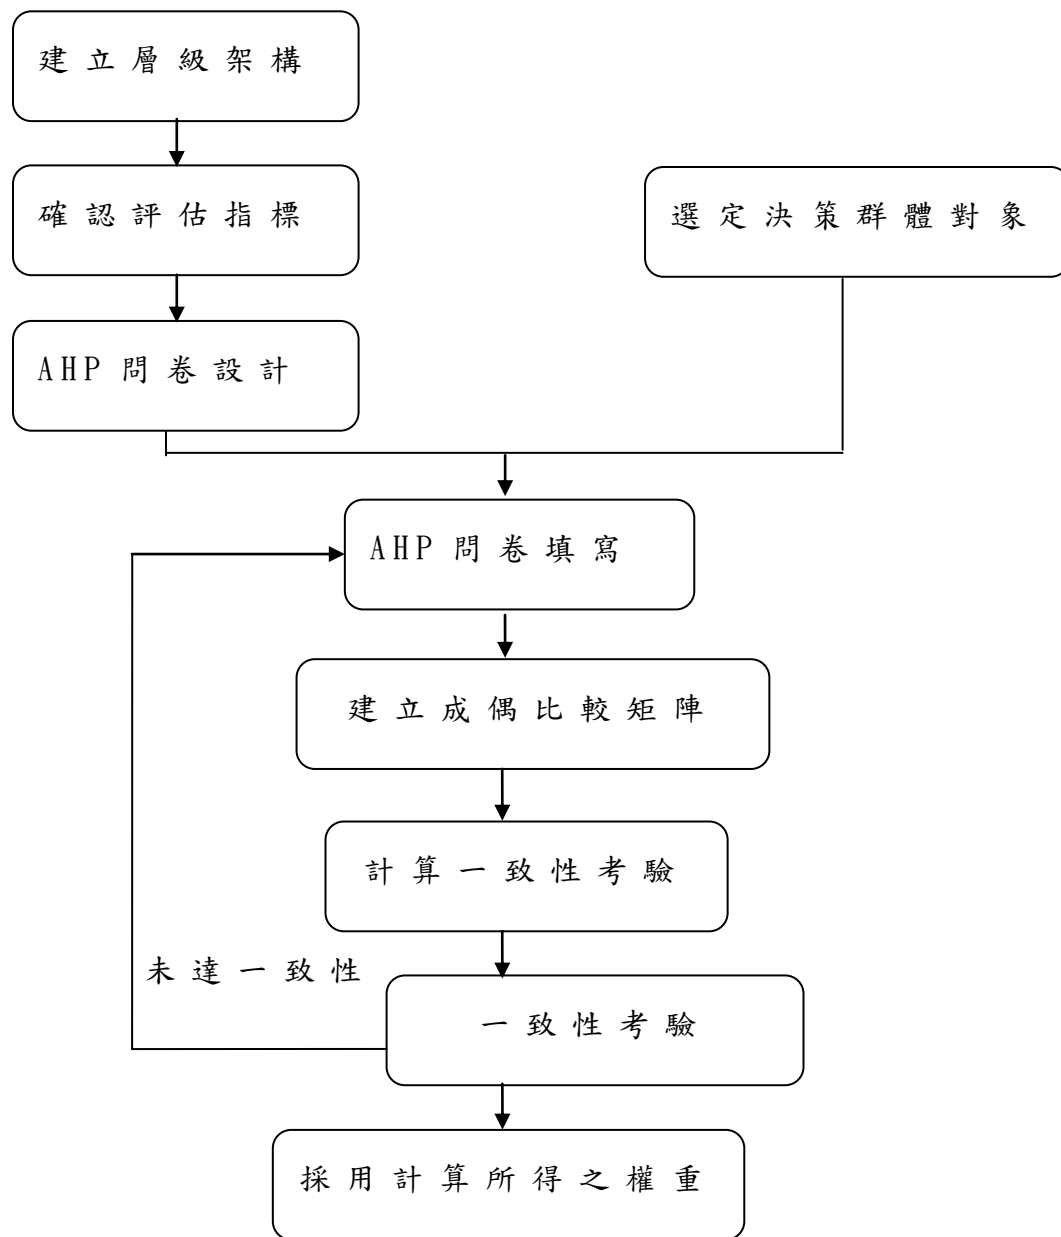 建立層級架構
確認評估指標
選定決策群體對象
AHP問卷設計
AHP問卷填寫
建立成偶比較矩陣
計算一致性考驗
未達一致性
一致性考驗
採用計算所得之權重